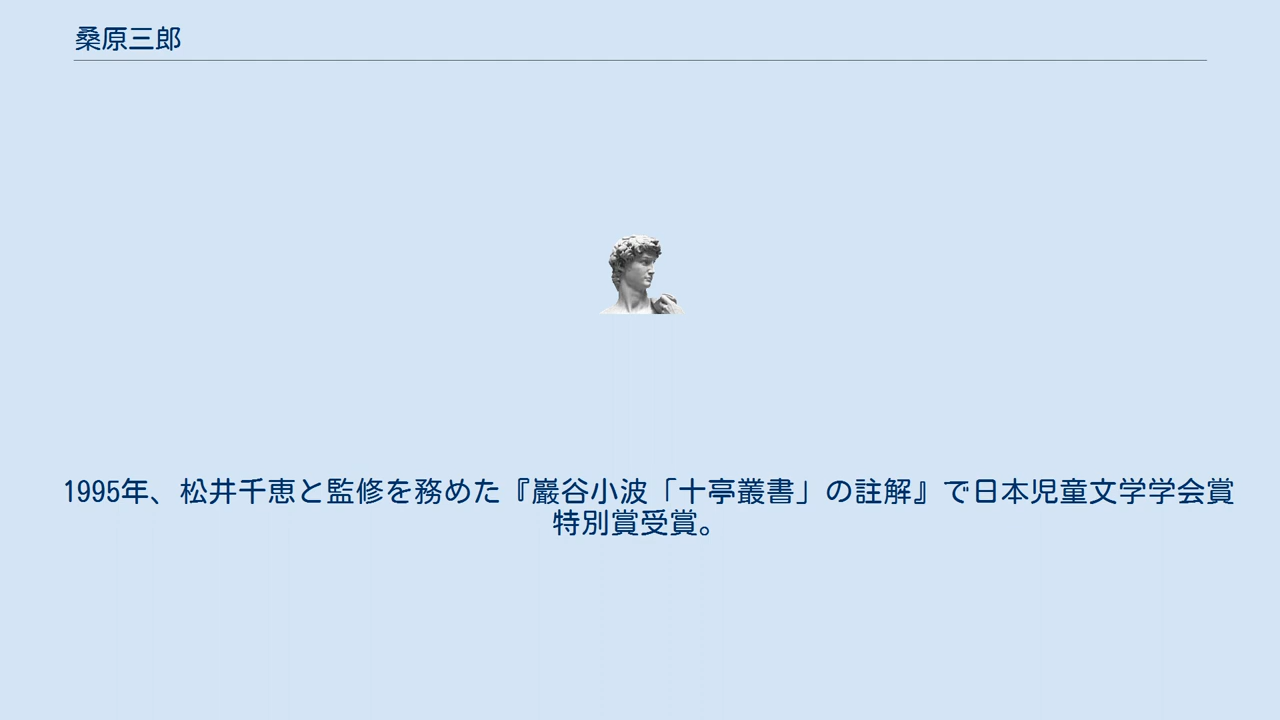 桑原三郎
1995年、松井千恵と監修を務めた『巖谷小波「十亭叢書」の註解』で日本児童文学学会賞
特別賞受賞。